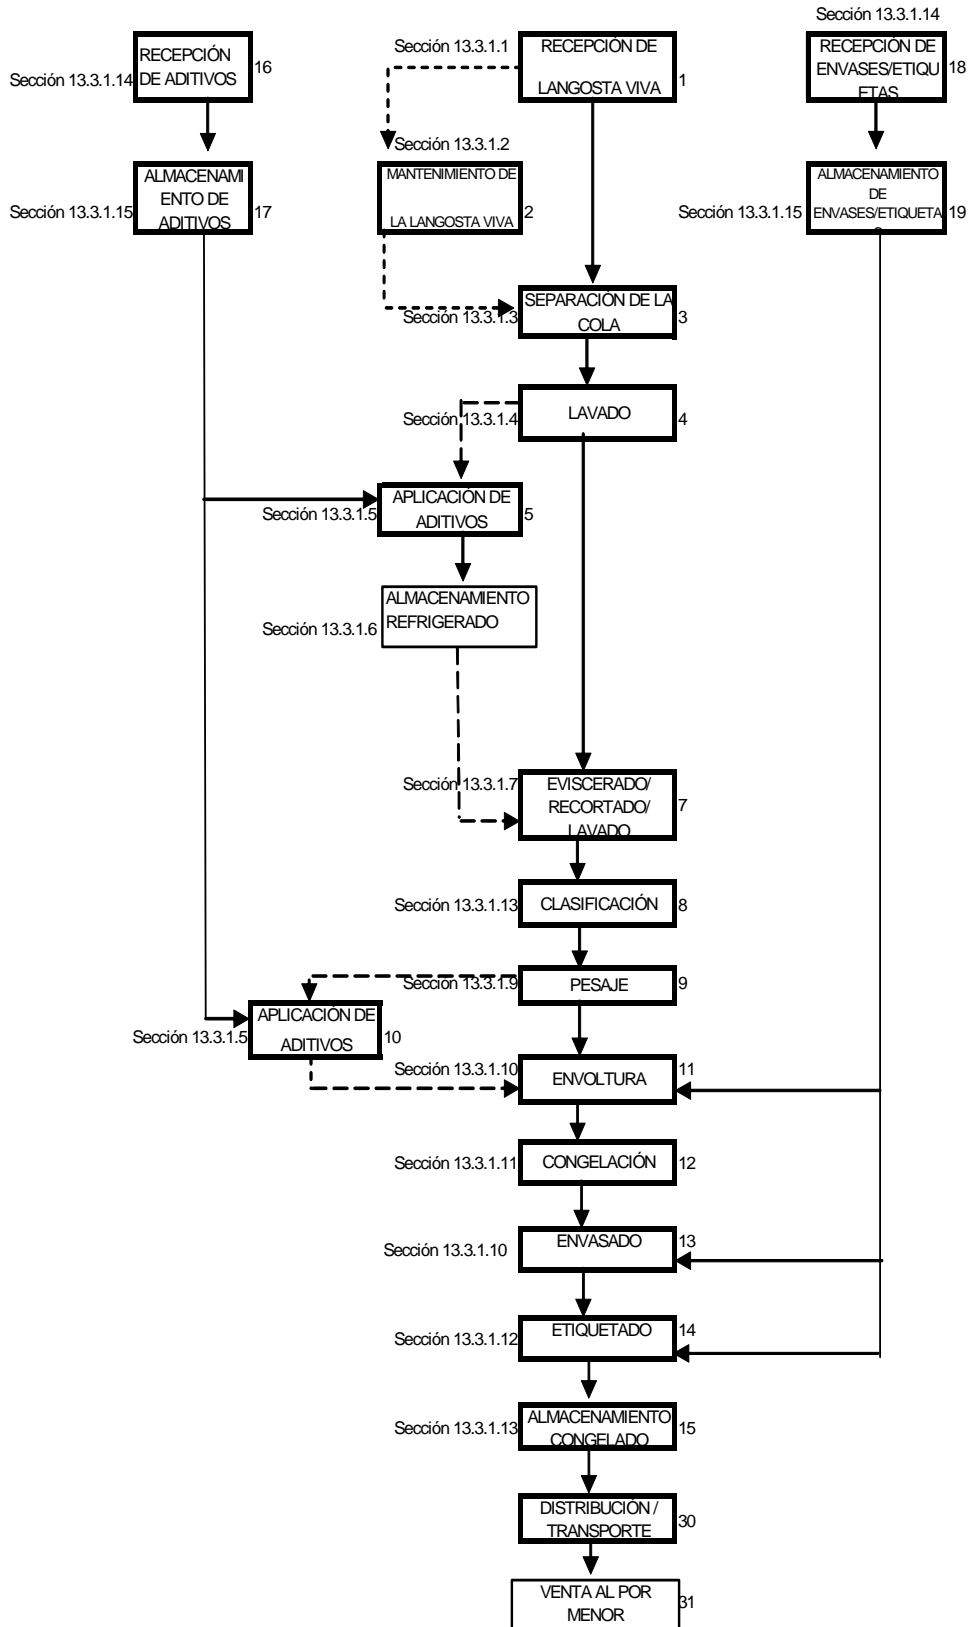 Sección 13.3.1.14
RECEPCIÓN
DE ADITIVOS
16
Sección 13.3.1.14
Sección 13.3.1.1
RECEPCIÓN DE
LANGOSTA VIVA
1
RECEPCIÓN DE
ENVASES/ETIQU
ETAS
18
Sección 13.3.1.2
ALMACENAMI
ENTO DE
ADITIVOS
17
Sección 13.3.1.15
MANTENIMIENTO DE
LA LANGOSTA VIVA
2
Sección 13.3.1.15
ALMACENAMIENTO
DE
ENVASES/ETIQUETA
19
SEPARACIÓN DE LA
COLA
3
Sección 13.3.1.3
LAVADO
4
Sección 13.3.1.4
APLICACIÓN DE
ADITIVOS
5
Sección 13.3.1.5
ALMACENAMIENTO
REFRIGERADO
Sección 13.3.1.6
Sección 13.3.1.7
EVISCERADO/
RECORTADO/
LAVADO
7
Sección 13.3.1.13
CLASIFICACIÓN
8
Sección 13.3.1.9
PESAJE
9
APLICACIÓN DE
ADITIVOS
10
Sección 13.3.1.5
Sección 13.3.1.10
ENVOLTURA
11
Sección 13.3.1.11
CONGELACIÓN
12
Sección 13.3.1.10
ENVASADO
13
Sección 13.3.1.12
ETIQUETADO
14
Sección 13.3.1.13
ALMACENAMIENTO
CONGELADO
15
DISTRIBUCIÓN /
TRANSPORTE
30
VENTA AL POR
MENOR
31